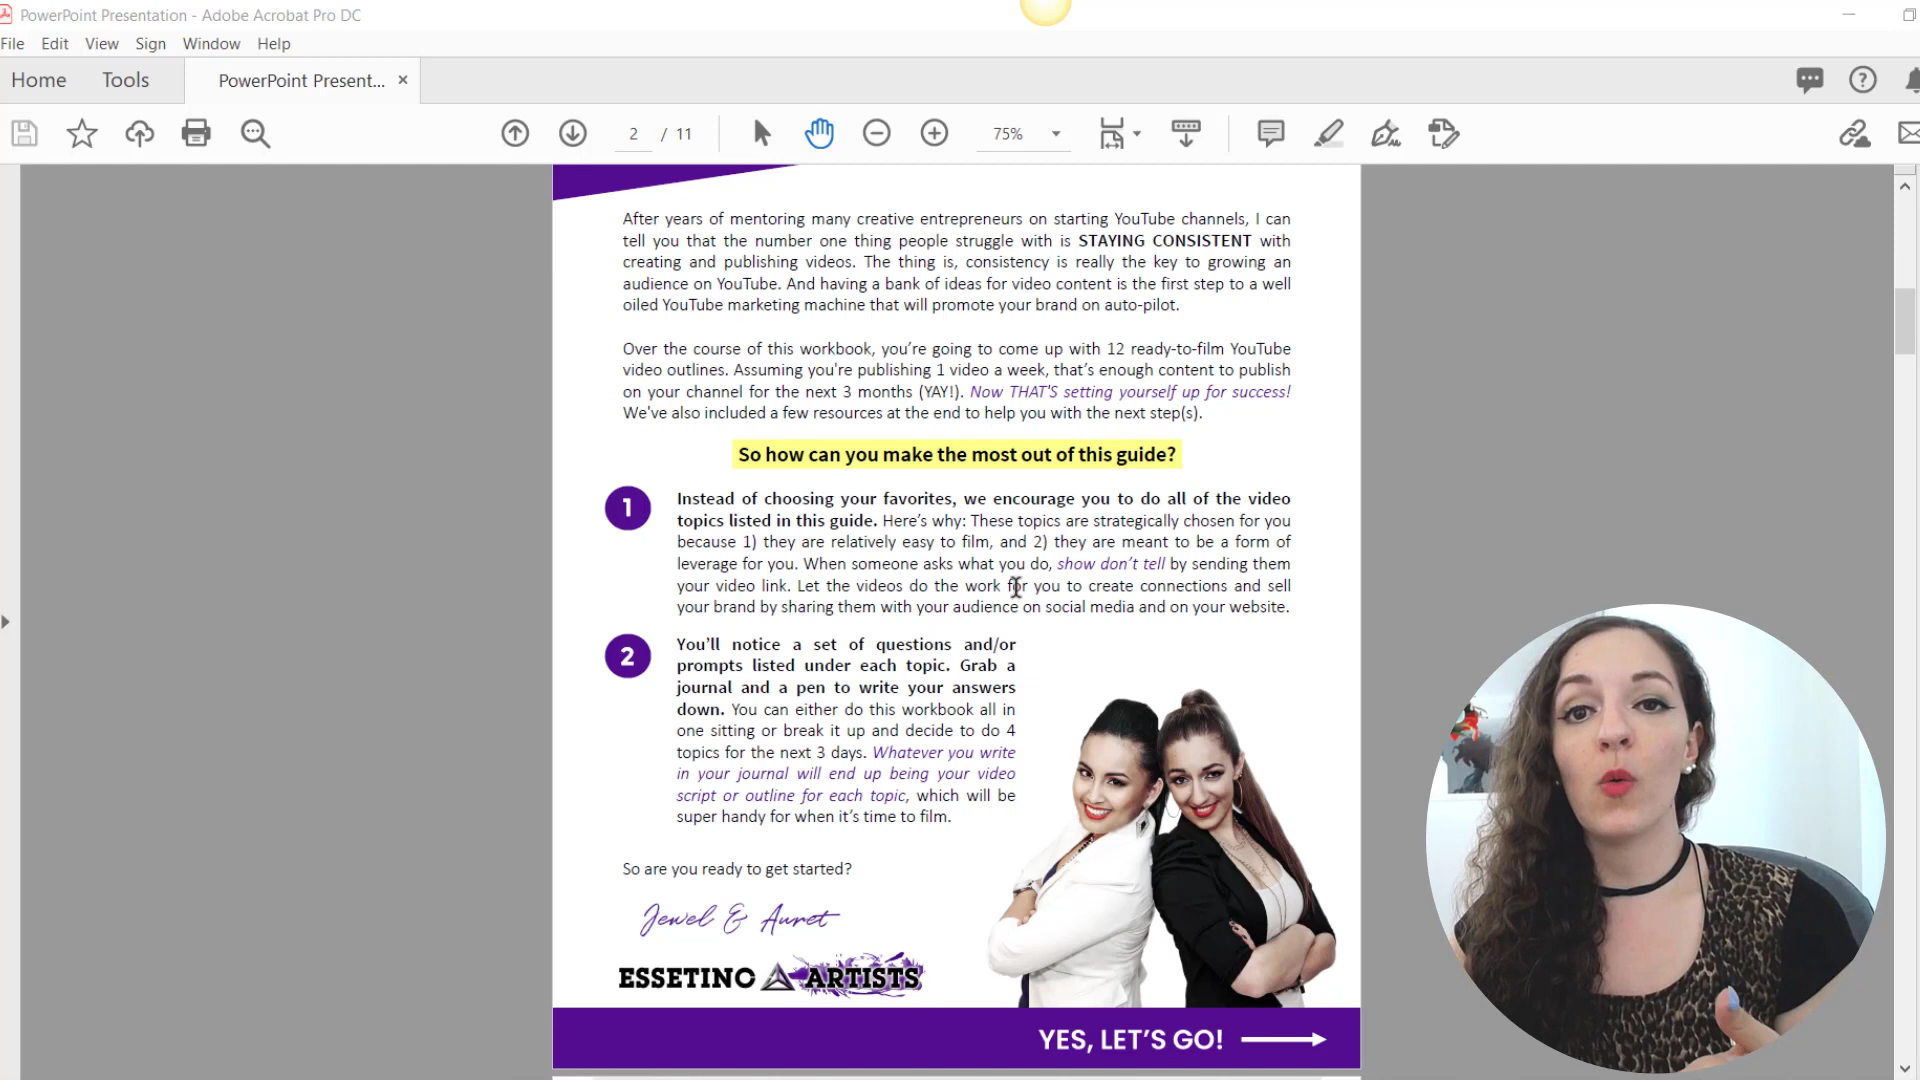 PowerPoint Presentation - Adobe Acrobat Pro DC
File Edit View Sign Window Help
Home Tools PowerPoint Present... ×
2 / 11 75%
After years of mentoring many creative entrepreneurs on starting YouTube channels, I can
tell you that the number one thing people struggle with is STAYING CONSISTENT with
creating and publishing videos. The thing is, consistency is really the key to growing an
audience on YouTube. And having a bank of ideas for video content is the first step to a well
oiled YouTube marketing machine that will promote your brand on auto-pilot.
Over the course of this workbook, you’re going to come up with 12 ready-to-film YouTube
video outlines. Assuming you're publishing 1 video a week, that’s enough content to publish
on your channel for the next 3 months (YAY!). Now THAT'S setting yourself up for success!
We've also included a few resources at the end to help you with the next step(s).
So how can you make the most out of this guide?
1
Instead of choosing your favorites, we encourage you to do all of the video
topics listed in this guide. Here’s why: These topics are strategically chosen for you
because 1) they are relatively easy to film, and 2) they are meant to be a form of
leverage for you. When someone asks what you do, show don’t tell by sending them
your video link. Let the videos do the work for you to create connections and sell
your brand by sharing them with your audience on social media and on your website.
2
You’ll notice a set of questions and/or
prompts listed under each topic. Grab a
journal and a pen to write your answers
down. You can either do this workbook all in
one sitting or break it up and decide to do 4
topics for the next 3 days. Whatever you write
in your journal will end up being your video
script or outline for each topic, which will be
super handy for when it’s time to film.
So are you ready to get started?
Jewel & Auret
ESSETINO ARTISTS
YES, LET’S GO!